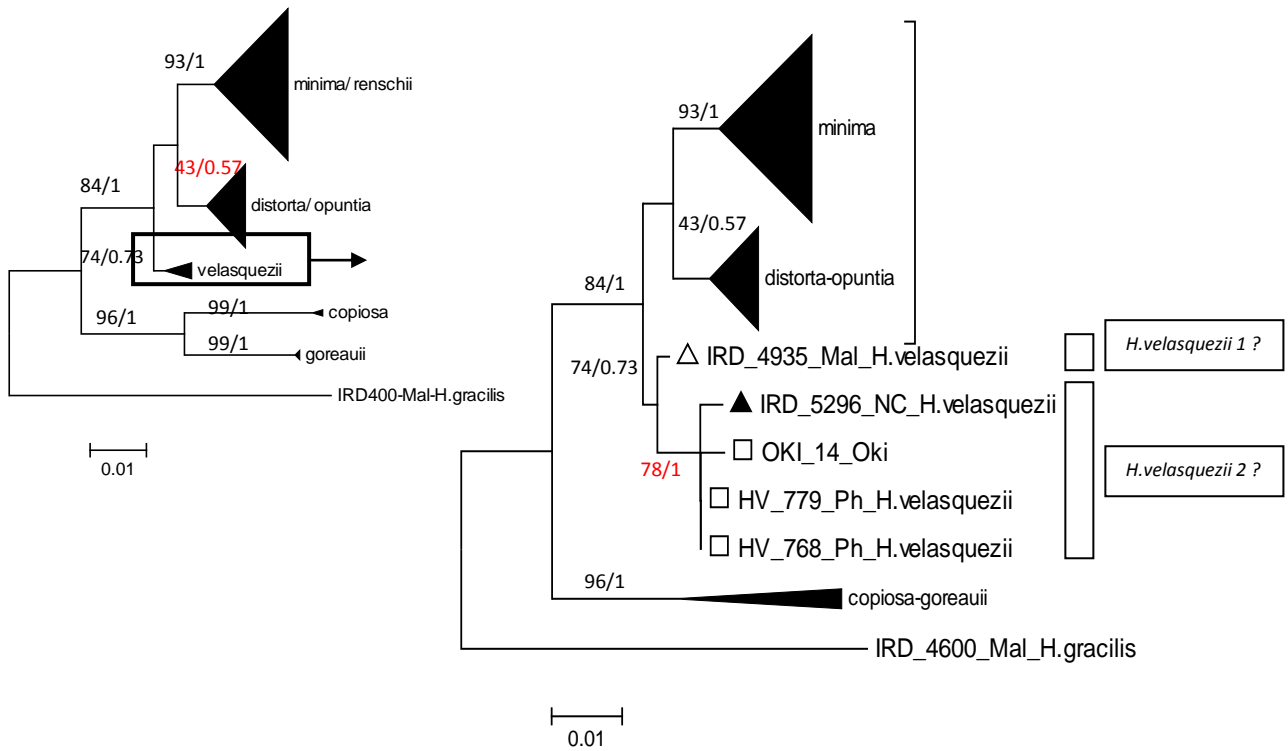 93/1
minima/ renschii
43/0.57
84/1
distorta/ opuntia
74/0.73
velasquezii
99/1
copiosa
96/1
99/1
goreauii
IRD400-Mal-H.gracilis
0.01
93/1
minima
43/0.57
distorta-opuntia
84/1
IRD_4935_Mal_H.velasquezii
H.velasquezii 1 ?
74/0.73
IRD_5296_NC_H.velasquezii
OKI_14_Oki
78/1
H.velasquezii 2 ?
HV_779_Ph_H.velasquezii
HV_768_Ph_H.velasquezii
96/1
copiosa-goreauii
IRD_4600_Mal_H.gracilis
0.01